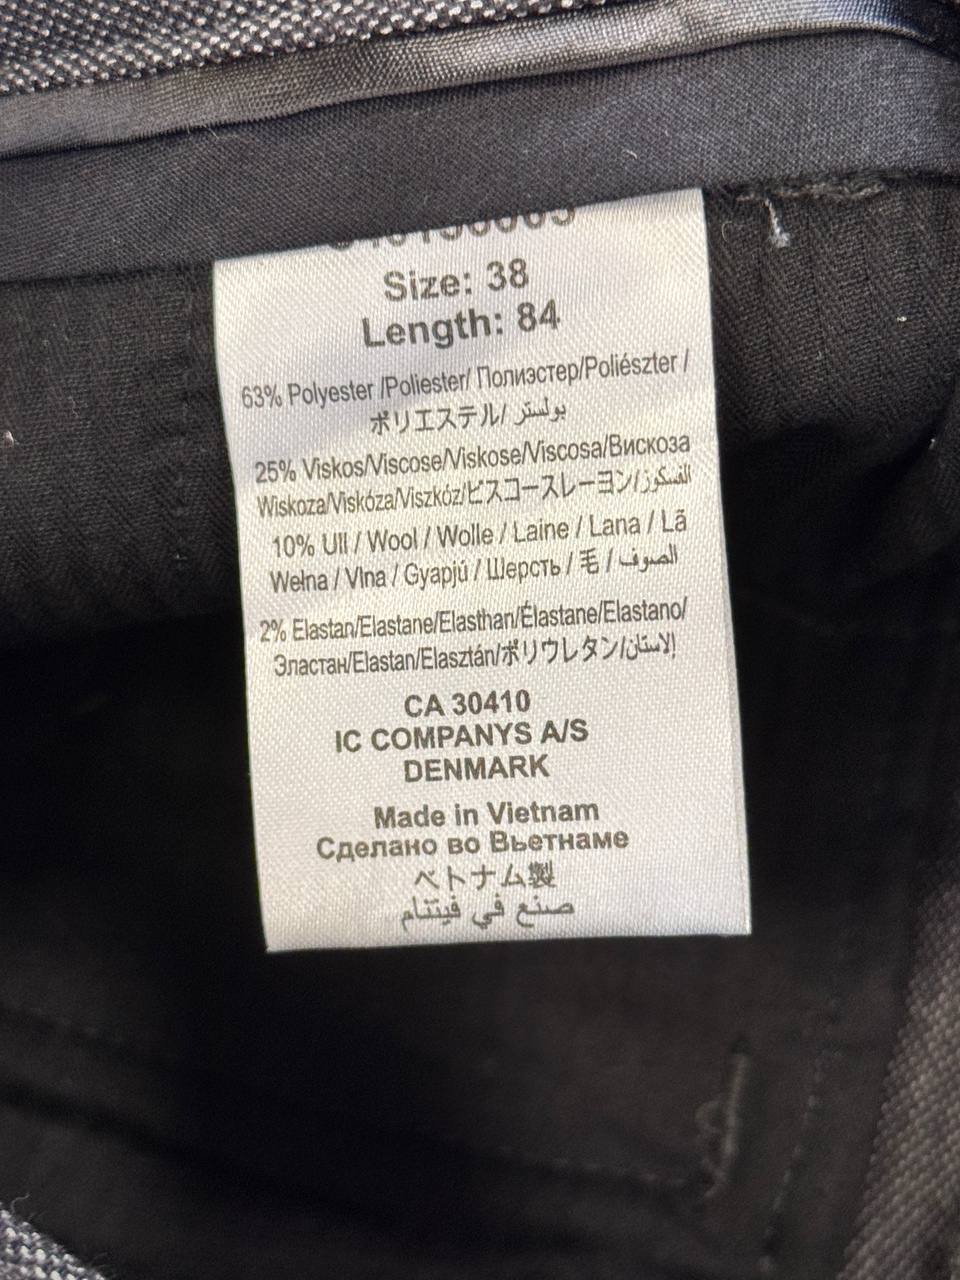 Size: 38
Length: 84
63% Polyester /Poliester/ Полиэстер/Poliészter /
ポリエステル/ بولستر
25% Viskos/Viscose/Viskose/Viscosa/Вискоза
Wiskoza/Viskóza/Viszkóz/ビスコースレーヨン/الفسكوز
10% Ull / Wool / Wolle / Laine / Lana / Lã
Wełna / Vlna / Gyapjú / Шерсть / 毛 / الصوف
2% Elastan/Elastane/Elasthan/Élastane/Elastano/
Эластан/Elastan/Elasztán/ポリウレタン/الاستان
CA 30410
IC COMPANYS A/S
DENMARK
Made in Vietnam
Сделано во Вьетнаме
ベトナム製
صنع في فيتنام